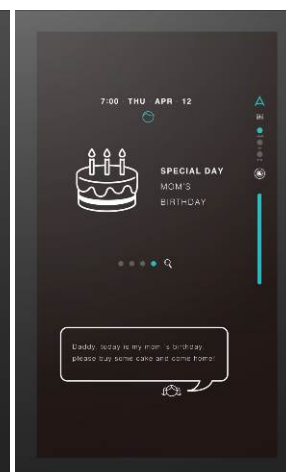 7:00 THU APR · 12
SPECIAL DAY
MOM'S
BIRTHDAY
Daddy, today is my mom 's birthday,
please buy some cake and come home!